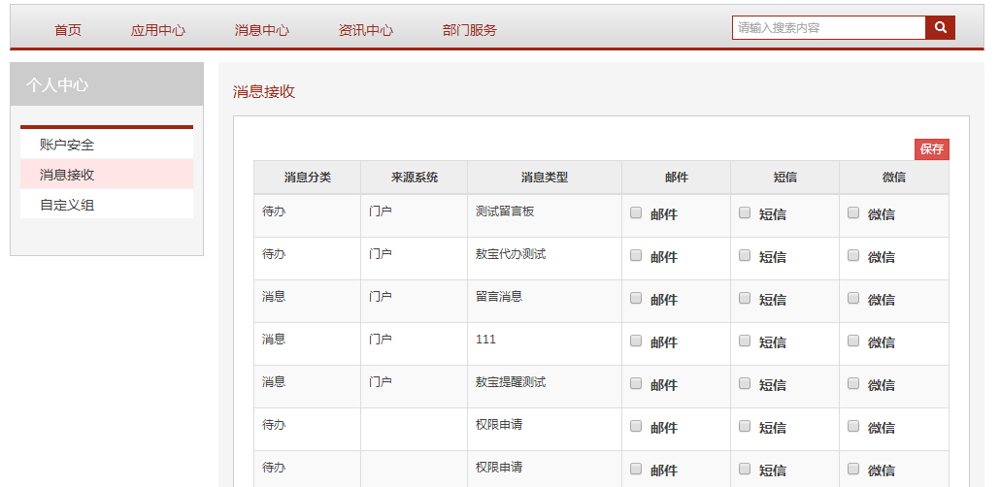 首页 应用中心 消息中心 资讯中心 部门服务 请输入搜索内容
个人中心
账户安全
消息接收
自定义组
消息接收
保存
消息分类 来源系统 消息类型 邮件 短信 微信
待办 门户 测试留言板 邮件 短信 微信
待办 门户 敖宝代办测试 邮件 短信 微信
消息 门户 留言消息 邮件 短信 微信
消息 门户 111 邮件 短信 微信
消息 门户 敖宝提醒测试 邮件 短信 微信
待办 权限申请 邮件 短信 微信
待办 权限申请 邮件 短信 微信